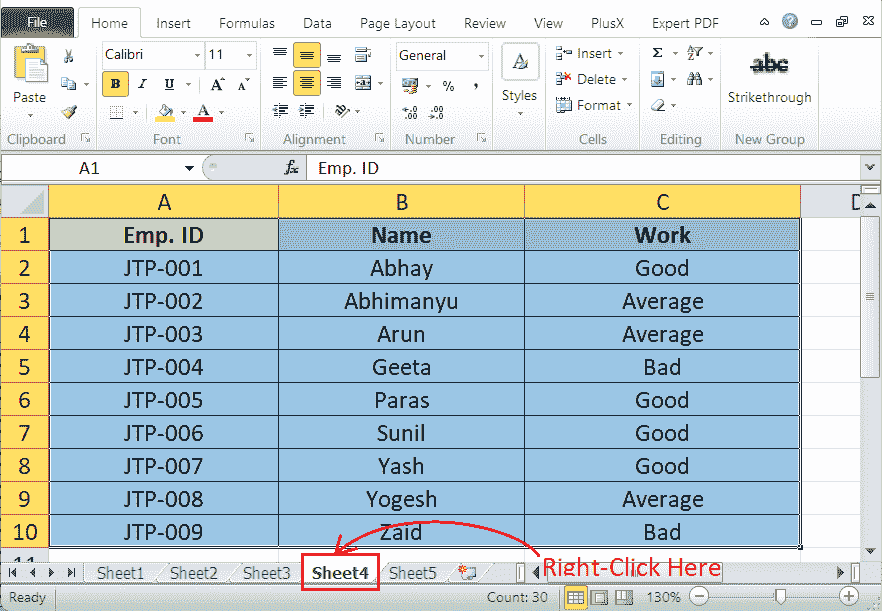 File Home Insert Formulas Data Page Layout Review View PlusX Expert PDF
Calibri 11 General Σ abc
Paste B I U A A % , Styles Insert Delete Format Strikethrough
Clipboard Font Alignment Number Cells Editing New Group
A1 fx Emp. ID
A B C D
1 Emp. ID Name Work
2 JTP-001 Abhay Good
3 JTP-002 Abhimanyu Average
4 JTP-003 Arun Average
5 JTP-004 Geeta Bad
6 JTP-005 Paras Good
7 JTP-006 Sunil Good
8 JTP-007 Yash Good
9 JTP-008 Yogesh Average
10 JTP-009 Zaid Bad
Sheet1 Sheet2 Sheet3 Sheet4 Sheet5 Right-Click Here
Ready Count: 30 130%